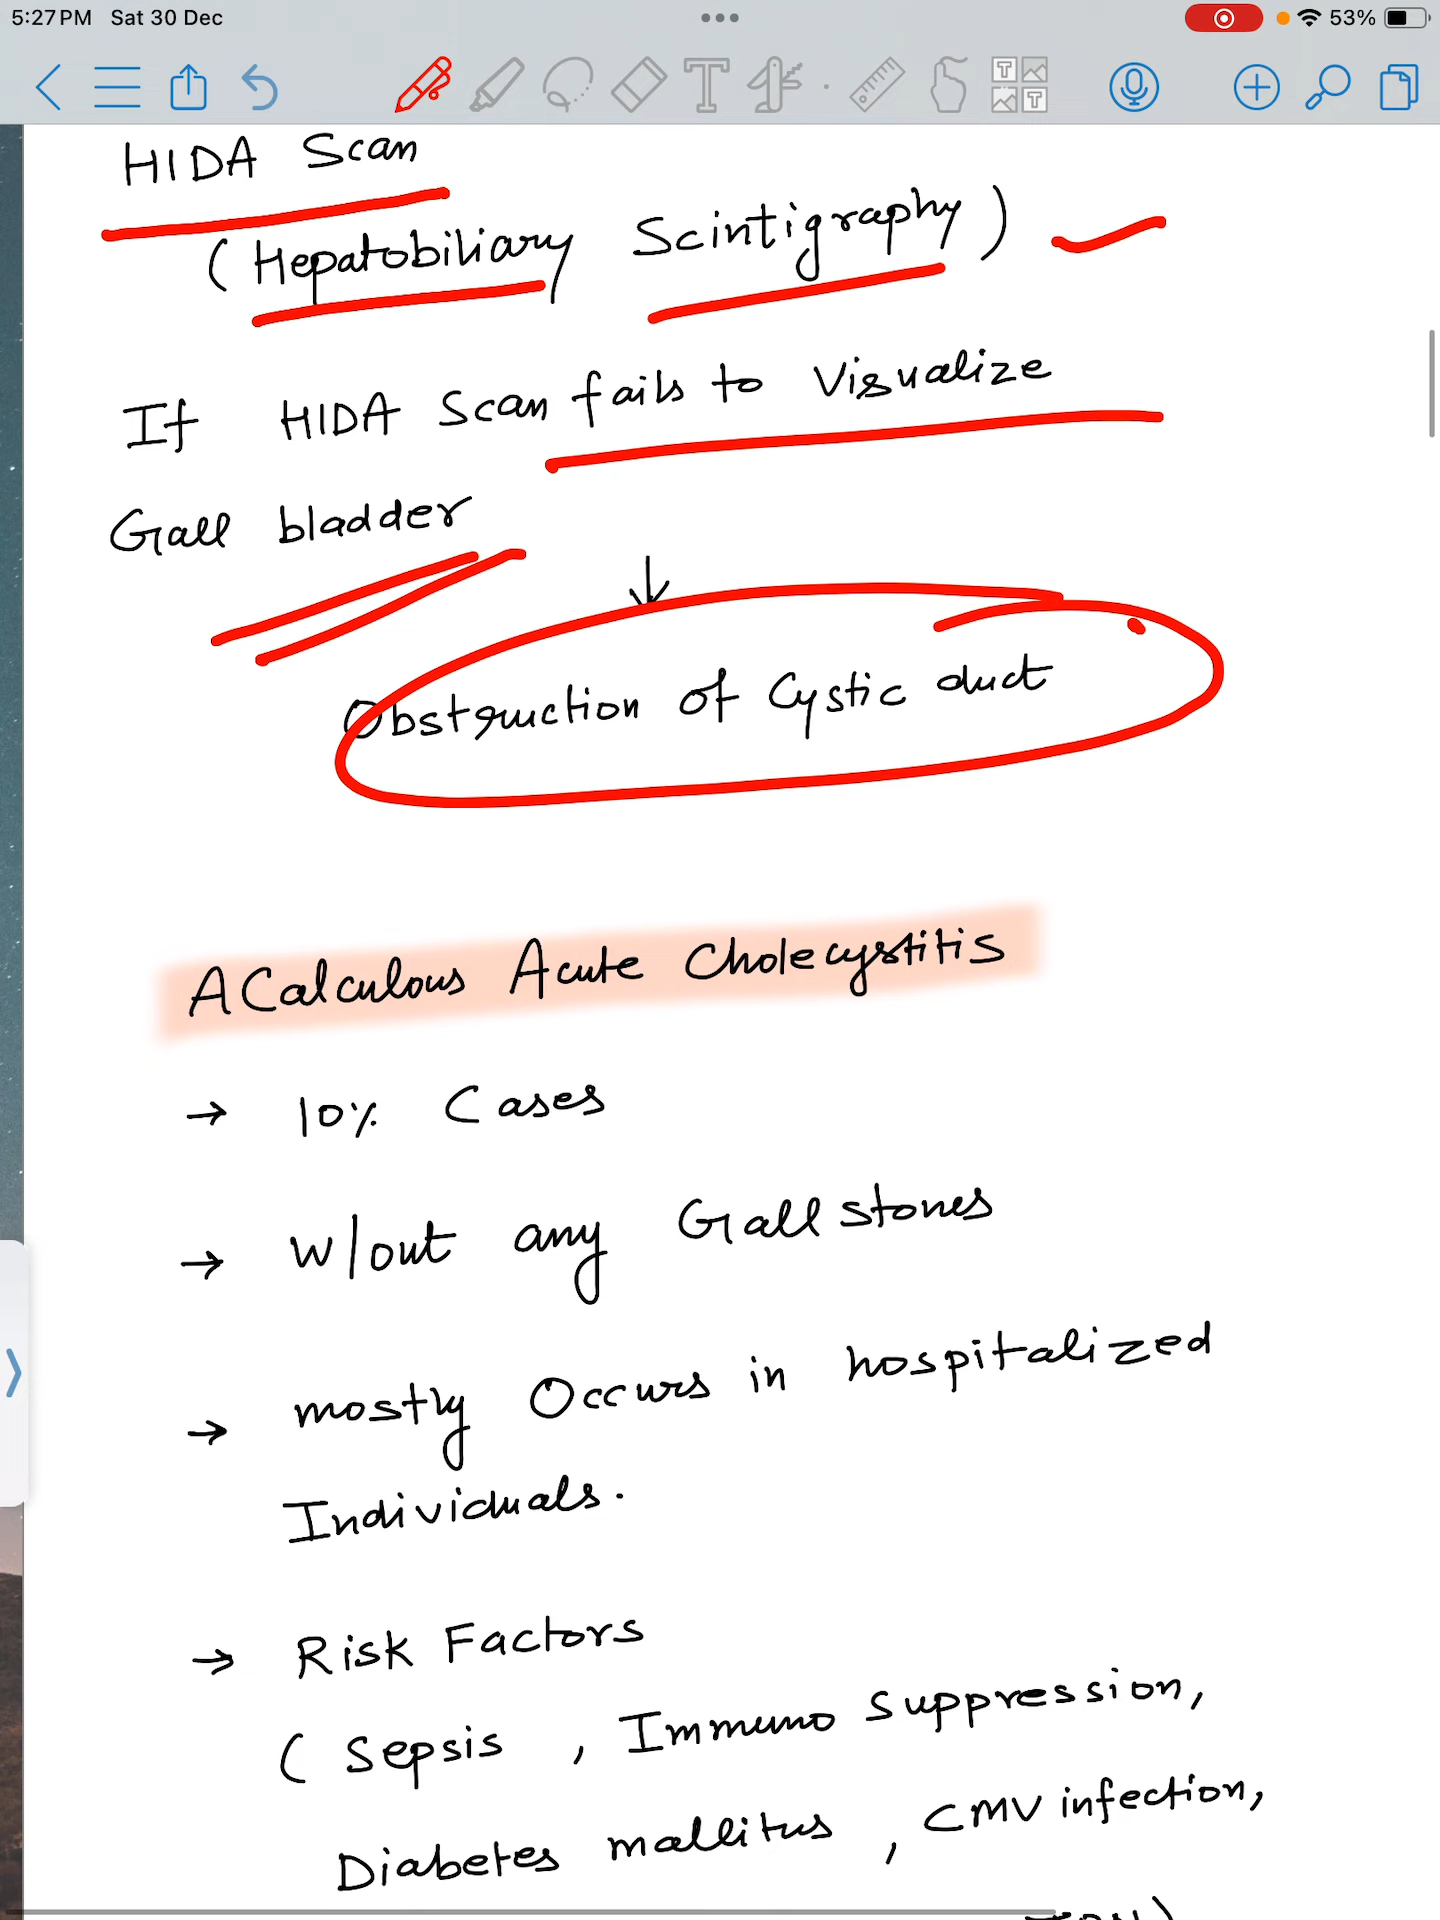 5:27 PM Sat 30 Dec
53%
HIDA Scan
(Hepatobiliary Scintigraphy)
If HIDA Scan fails to Visualize
Gall bladder
↓
Obstruction of Cystic duct
ACalculous Acute Cholecystitis
→ 10% Cases
→ W/out any Gall stones
→ mostly Occurs in hospitalized
Individuals.
→ Risk Factors
(Sepsis, Immuno suppression,
Diabetes mallitus, CMV infection,